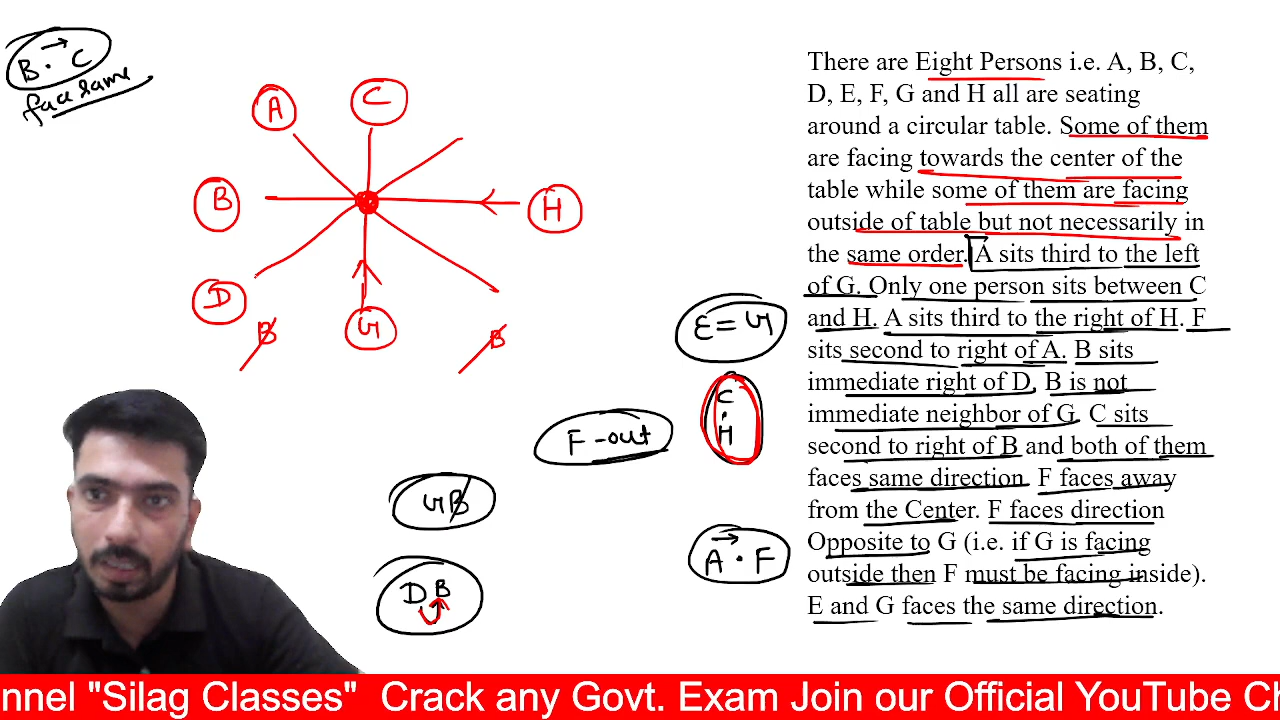 B . C
face same
A
C
B
H
D
G
B
B
E = G
C
.
H
F - out
GB
A . F
D B
There are Eight Persons i.e. A, B, C,
D, E, F, G and H all are seating
around a circular table. Some of them
are facing towards the center of the
table while some of them are facing
outside of table but not necessarily in
the same order. A sits third to the left
of G. Only one person sits between C
and H. A sits third to the right of H. F
sits second to right of A. B sits
immediate right of D, B is not
immediate neighbor of G. C sits
second to right of B and both of them
faces same direction. F faces away
from the Center. F faces direction
Opposite to G (i.e. if G is facing
outside then F must be facing inside).
E and G faces the same direction.
nnel "Silag Classes" Crack any Govt. Exam Join our Official YouTube Ch